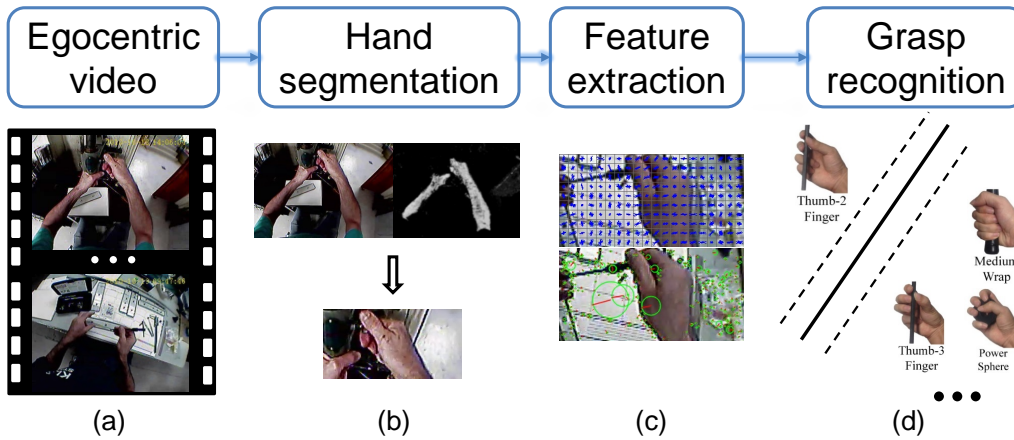 Egocentric
video
Hand
segmentation
Feature
extraction
Grasp
recognition
Thumb-2
Finger
Medium
Wrap
Thumb-3
Finger
Power
Sphere
(a)
(b)
(c)
(d)